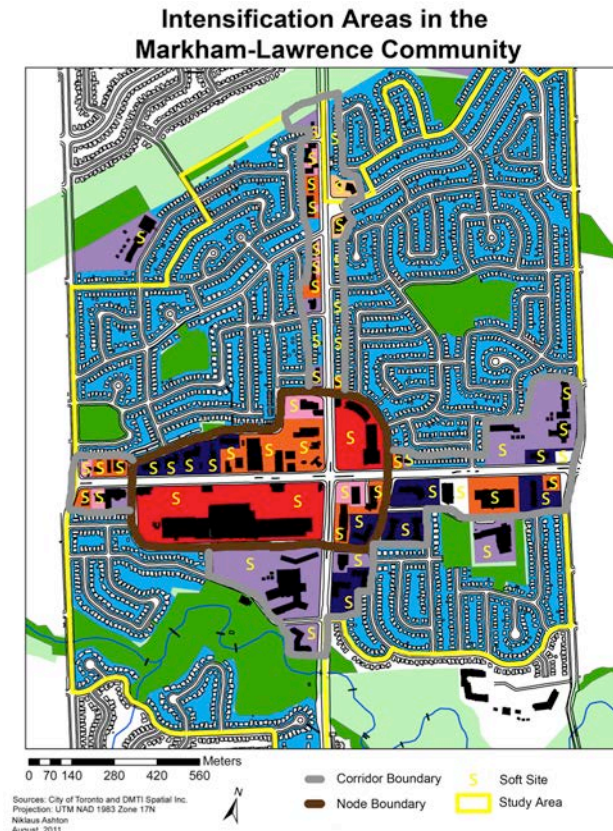 Intensification Areas in the
Markham-Lawrence Community
Meters
0 70 140 280 420 560
Corridor Boundary
S Soft Site
Node Boundary
Study Area
Sources: City of Toronto and DMTI Spatial Inc.
Projection: UTM NAD 1983 Zone 17N
Niklaus Ashton
August, 2011
N